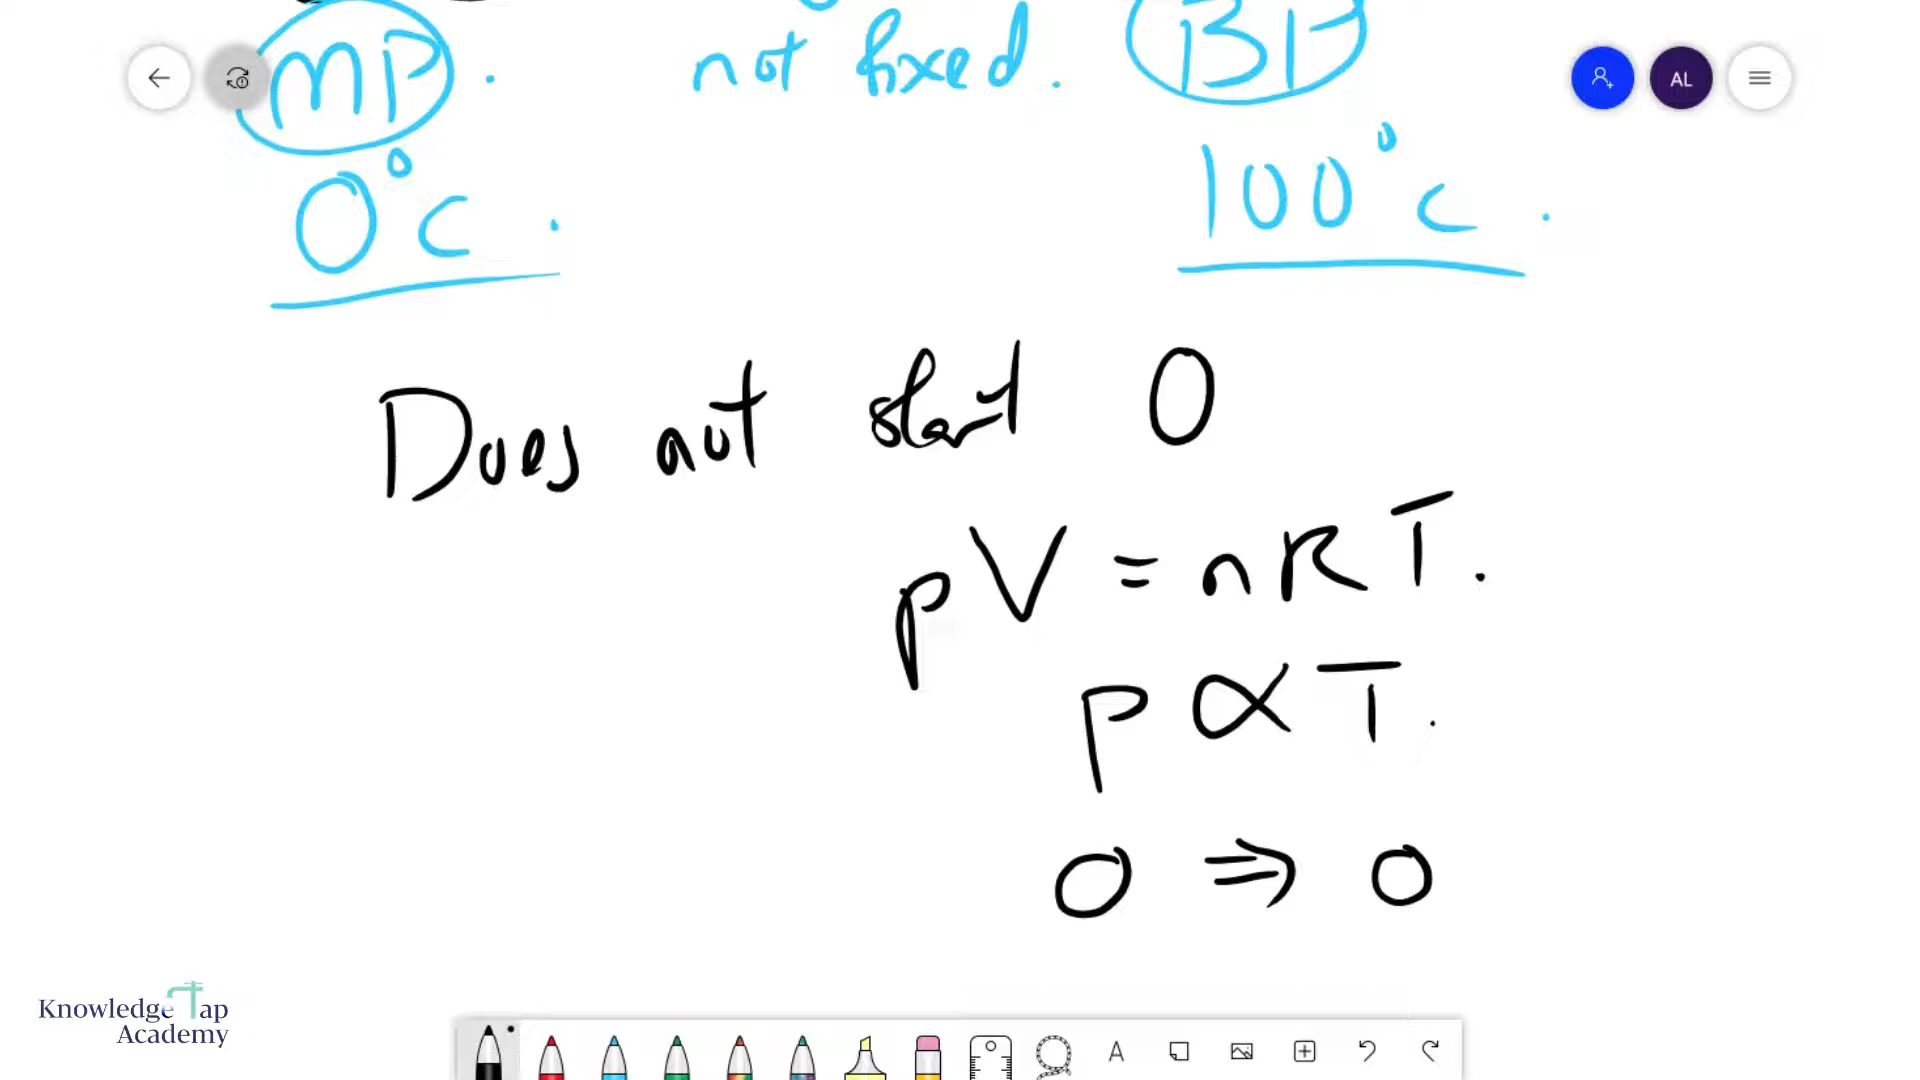 MP. not fixed. BP
0°C. 100°C.
Does not start 0
pV = nRT.
p ∝ T.
0 ⇒ 0
AL
Knowledge Tap
Academy
A